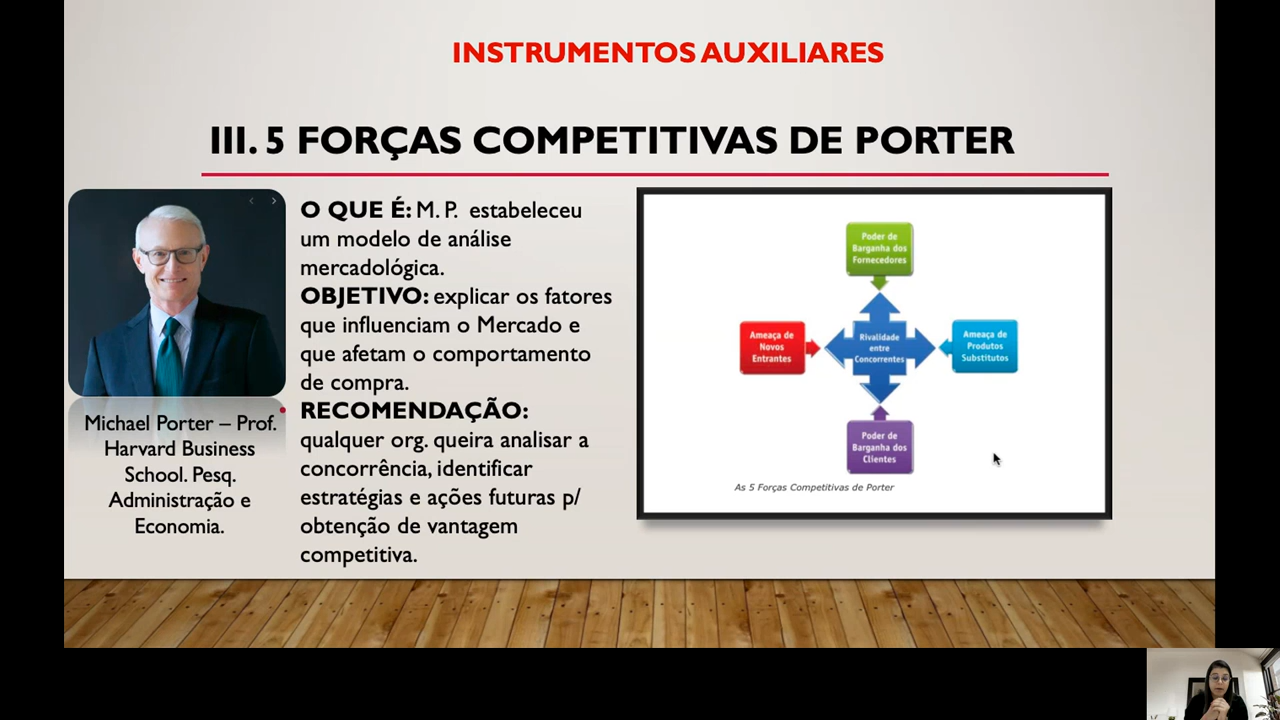 INSTRUMENTOS AUXILIARES
III. 5 FORÇAS COMPETITIVAS DE PORTER
Michael Porter – Prof.
Harvard Business
School. Pesq.
Administração e
Economia.
O QUE É: M. P. estabeleceu
um modelo de análise
mercadológica.
OBJETIVO: explicar os fatores
que influenciam o Mercado e
que afetam o comportamento
de compra.
RECOMENDAÇÃO:
qualquer org. queira analisar a
concorrência, identificar
estratégias e ações futuras p/
obtenção de vantagem
competitiva.
Poder de
Barganha dos
Fornecedores
Ameaça de
Novos
Entrantes
Rivalidade
entre
Concorrentes
Ameaça de
Produtos
Substitutos
Poder de
Barganha dos
Clientes
As 5 Forças Competitivas de Porter